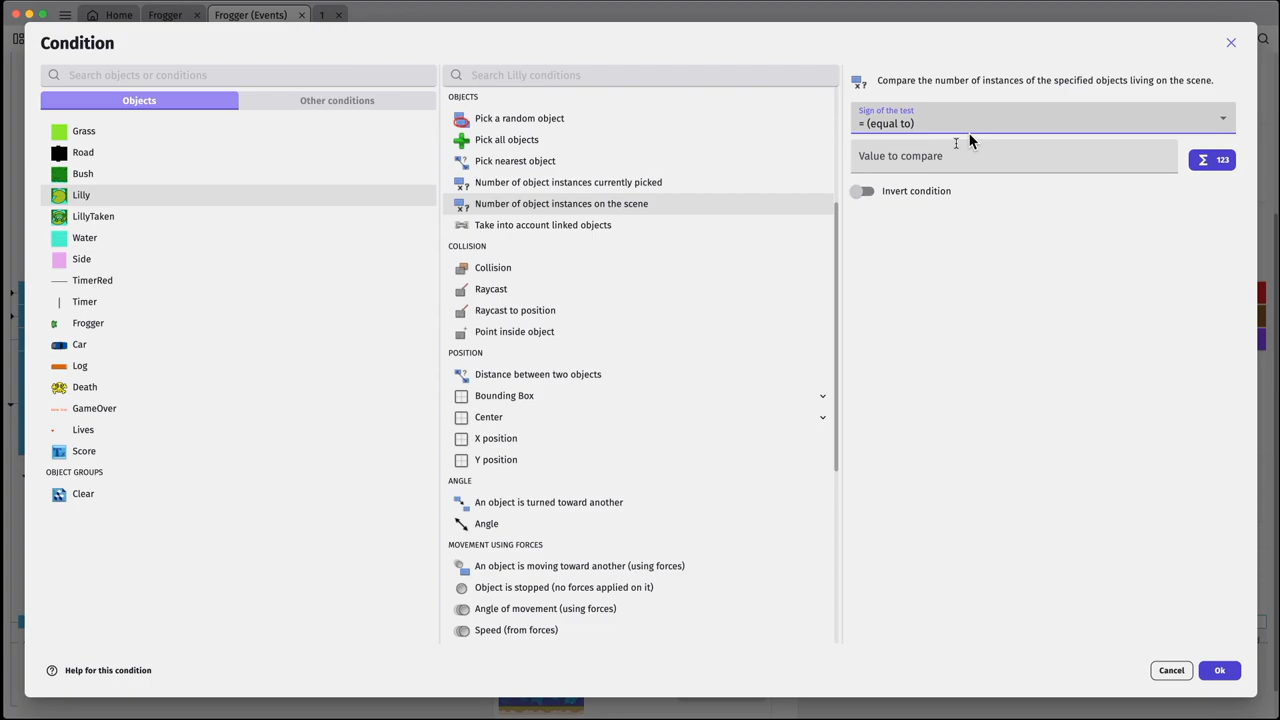 Home
Frogger
Frogger (Events)
1
Condition
Search objects or conditions
Objects
Other conditions
Grass
Road
Bush
Lilly
LillyTaken
Water
Side
TimerRed
Timer
Frogger
Car
Log
Death
GameOver
Lives
Score
OBJECT GROUPS
Clear
Search Lilly conditions
OBJECTS
Pick a random object
Pick all objects
Pick nearest object
Number of object instances currently picked
Number of object instances on the scene
Take into account linked objects
COLLISION
Collision
Raycast
Raycast to position
Point inside object
POSITION
Distance between two objects
Bounding Box
Center
X position
Y position
ANGLE
An object is turned toward another
Angle
MOVEMENT USING FORCES
An object is moving toward another (using forces)
Object is stopped (no forces applied on it)
Angle of movement (using forces)
Speed (from forces)
Compare the number of instances of the specified objects living on the scene.
Sign of the test
= (equal to)
Value to compare
Σ 123
Invert condition
Help for this condition
Cancel
Ok